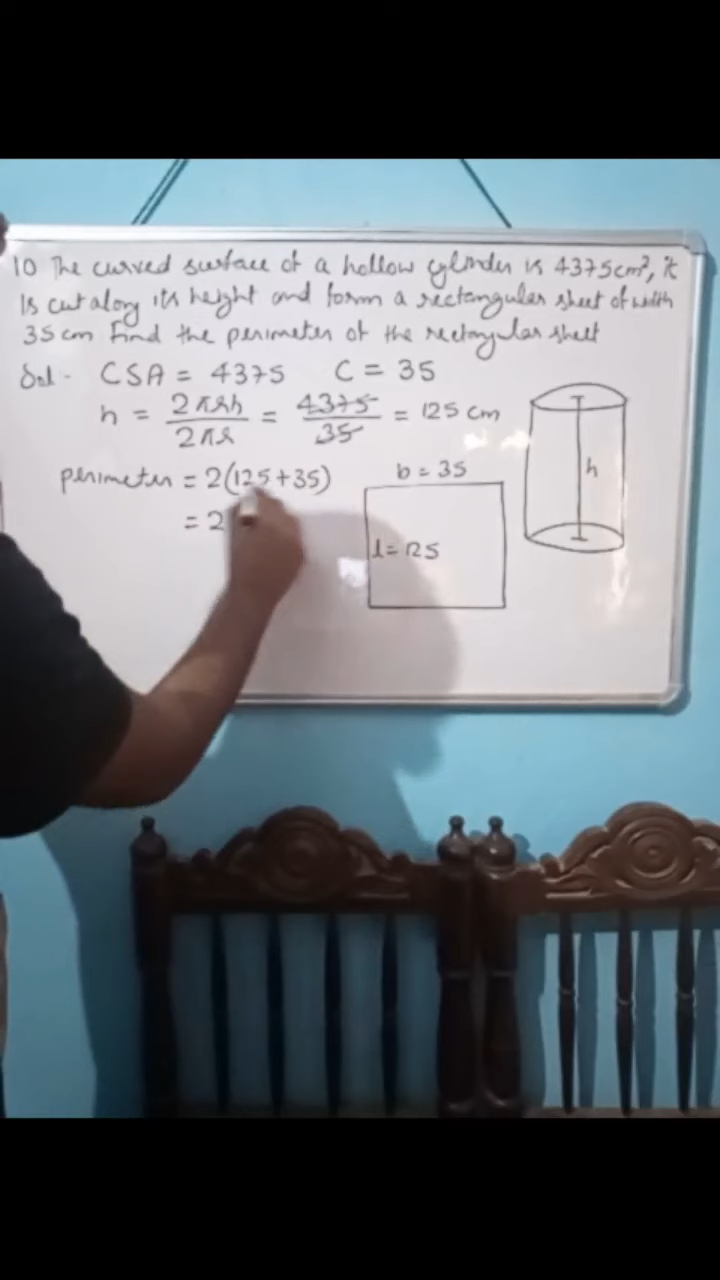 10 The curved surface of a hollow cylinder is 4375cm², it
is cut along its height and form a rectangular sheet of width
35 cm find the perimeter of the rectangular sheet
Sol - CSA = 4375 C = 35
h = 2πrh / 2πr = 4375 / 35 = 125 cm
perimeter = 2(125+35)
= 2
b = 35
l = 125
h